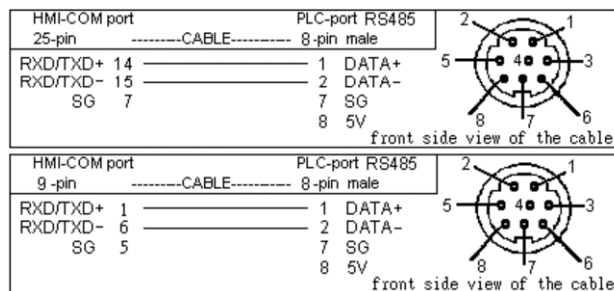 HMI-COM port PLC-port RS485
25-pin --------CABLE----------- 8-pin male
RXD/TXD+ 14 1 DATA+
RXD/TXD- 15 2 DATA-
SG 7 7 SG
8 5V
2 1
5 4 3
8 7 6
front side view of the cable
HMI-COM port PLC-port RS485
9-pin --------CABLE----------- 8-pin male
RXD/TXD+ 1 1 DATA+
RXD/TXD- 6 2 DATA-
SG 5 7 SG
8 5V
2 1
5 4 3
8 7 6
front side view of the cable